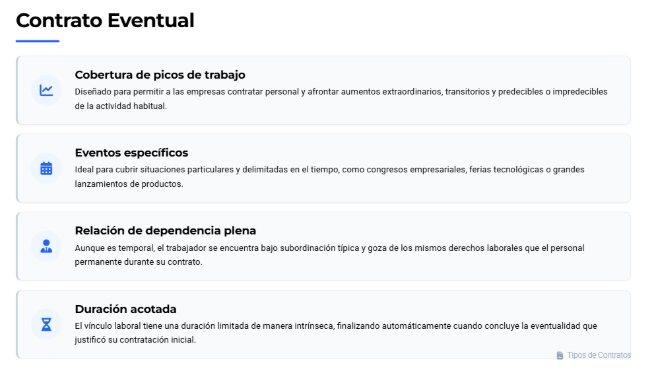 Contrato Eventual
Cobertura de picos de trabajo
Diseñado para permitir a las empresas contratar personal y afrontar aumentos extraordinarios, transitorios y predecibles o impredecibles
de la actividad habitual.
Eventos específicos
Ideal para cubrir situaciones particulares y delimitadas en el tiempo, como congresos empresariales, ferias tecnológicas o grandes
lanzamientos de productos.
Relación de dependencia plena
Aunque es temporal, el trabajador se encuentra bajo subordinación típica y goza de los mismos derechos laborales que el personal
permanente durante su contrato.
Duración acotada
El vínculo laboral tiene una duración limitada de manera intrínseca, finalizando automáticamente cuando concluye la eventualidad que
justificó su contratación inicial.
Tipos de Contratos